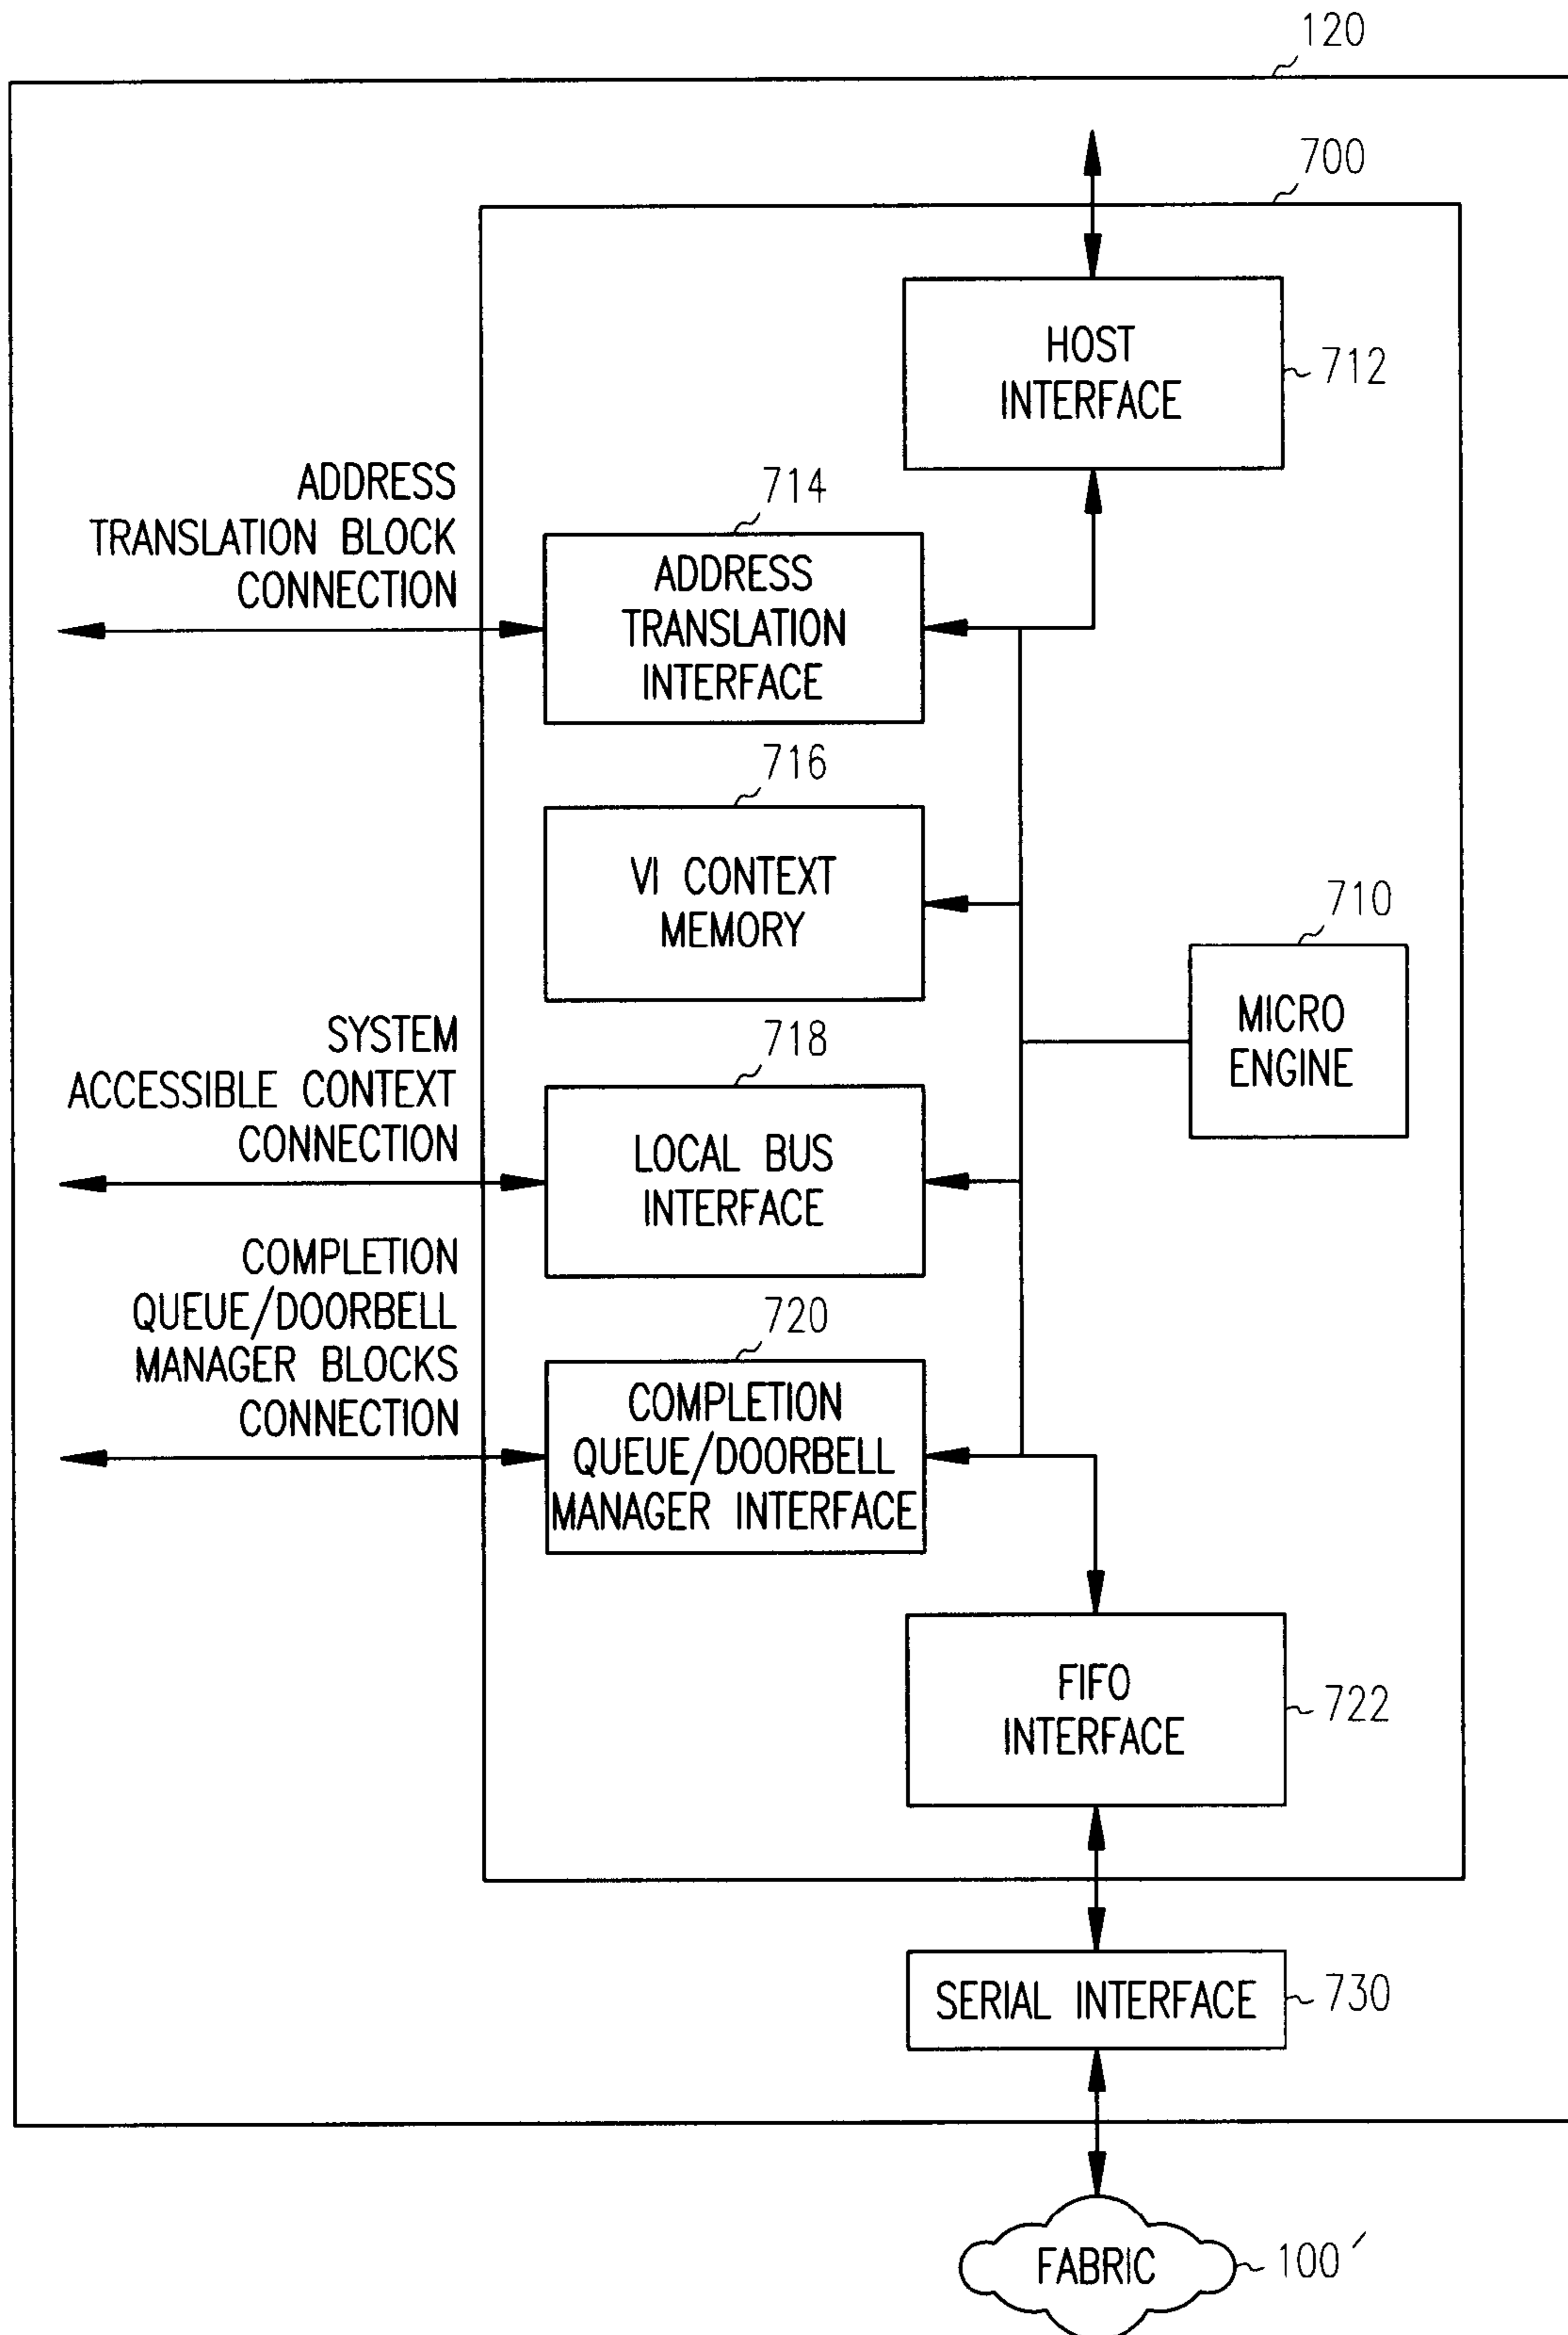 120
700
HOST
INTERFACE
712
ADDRESS
TRANSLATION BLOCK
CONNECTION
714
ADDRESS
TRANSLATION
INTERFACE
716
VI CONTEXT
MEMORY
710
MICRO
ENGINE
SYSTEM
ACCESSIBLE CONTEXT
CONNECTION
718
LOCAL BUS
INTERFACE
COMPLETION
QUEUE/DOORBELL
MANAGER BLOCKS
CONNECTION
720
COMPLETION
QUEUE/DOORBELL
MANAGER INTERFACE
FIFO
INTERFACE
722
SERIAL INTERFACE
730
FABRIC
100′